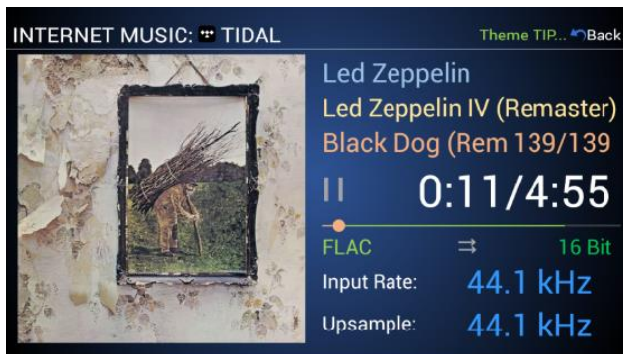 INTERNET MUSIC: TIDAL
Theme TIP... Back
Led Zeppelin
Led Zeppelin IV (Remaster)
Black Dog (Rem 139/139
0:11/4:55
FLAC 16 Bit
Input Rate: 44.1 kHz
Upsample: 44.1 kHz